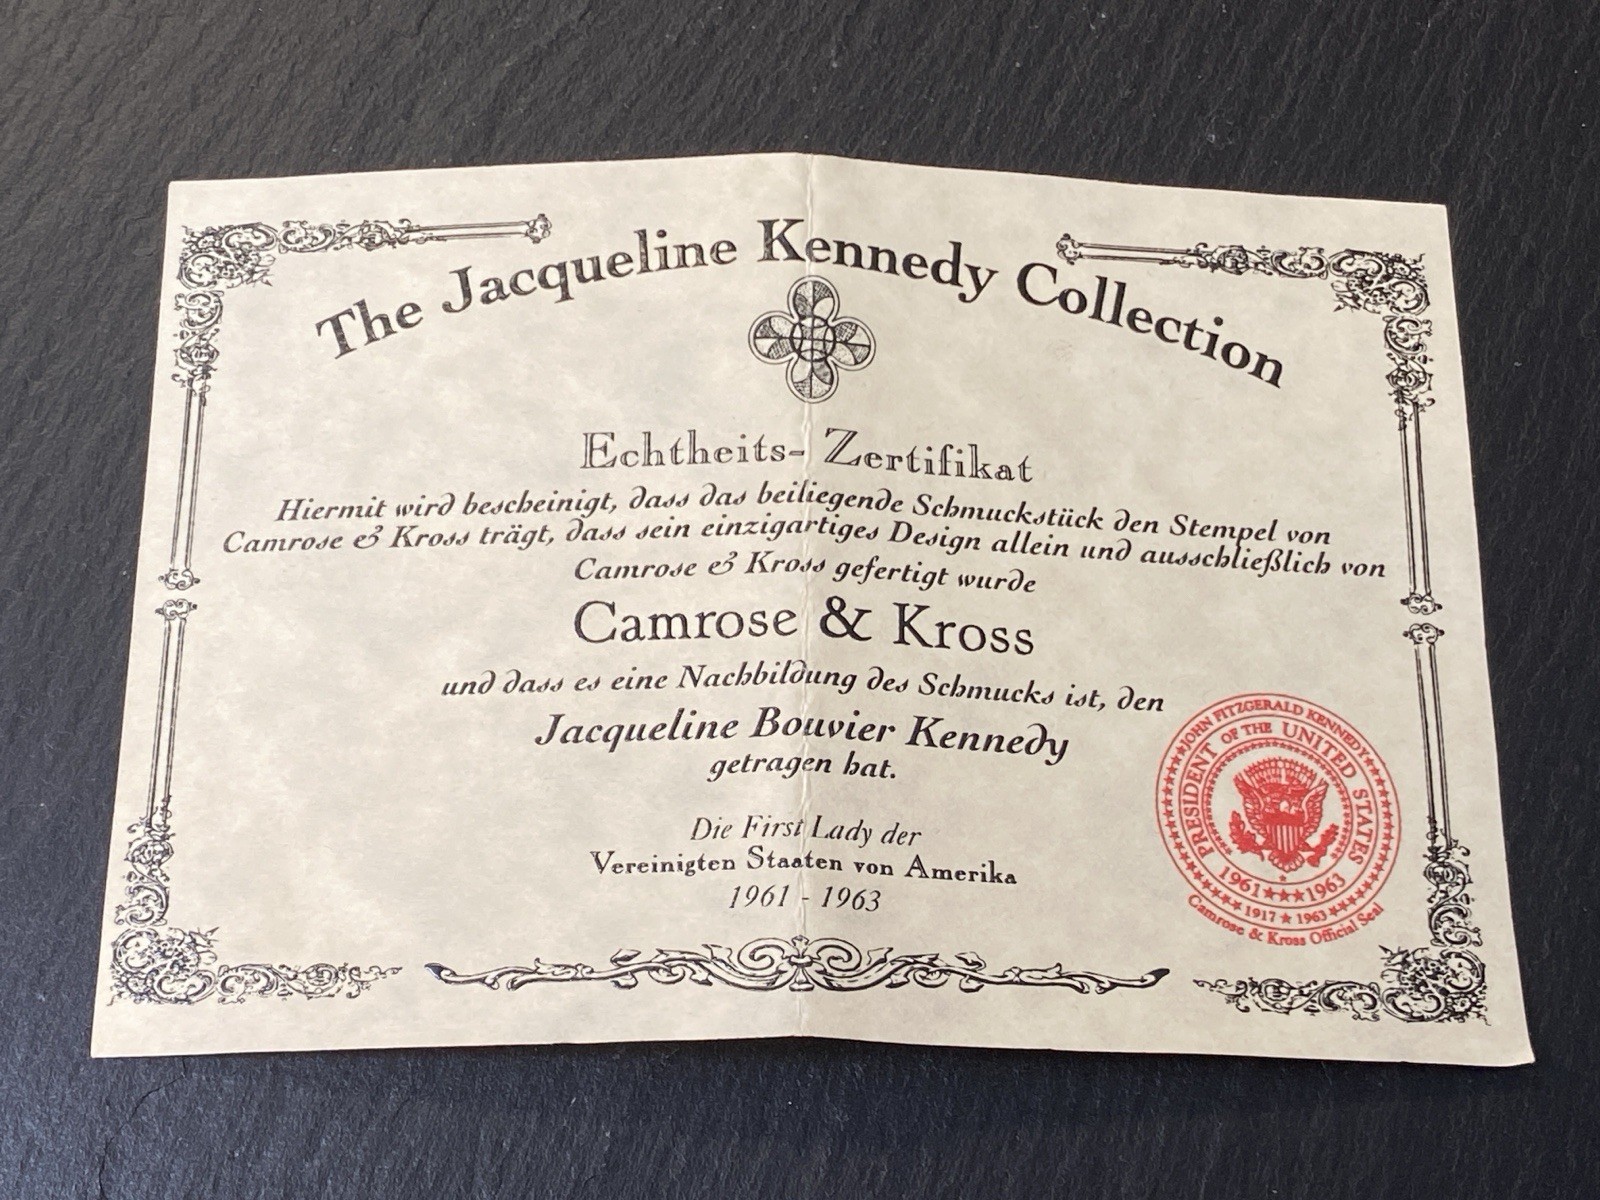 The Jacqueline Kennedy Collection
Echtheits- Zertifikat
Hiermit wird bescheinigt, dass das beiliegende Schmuckstück den Stempel von
Camrose & Kross trägt, dass sein einzigartiges Design allein und ausschließlich von
Camrose & Kross gefertigt wurde
Camrose & Kross
und dass es eine Nachbildung des Schmucks ist, den
Jacqueline Bouvier Kennedy
getragen hat.
Die First Lady der
Vereinigten Staaten von Amerika
1961 - 1963
JOHN FITZGERALD KENNEDY
PRESIDENT OF THE UNITED STATES
1961★★★1963
1917 ★ 1963
Camrose & Kross Official Seal